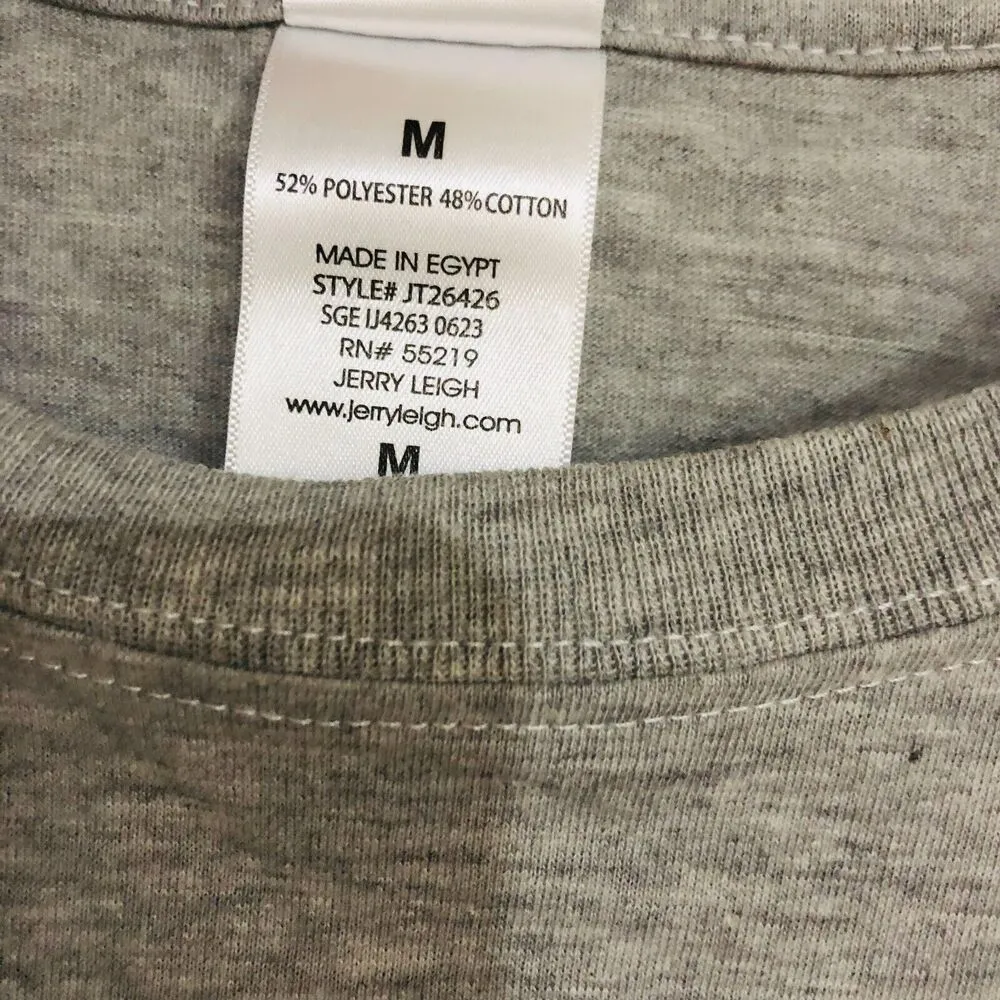 M
52% POLYESTER 48% COTTON
MADE IN EGYPT
STYLE# JT26426
SGE IJ4263 0623
RN# 55219
JERRY LEIGH
www.jerryleigh.com
M